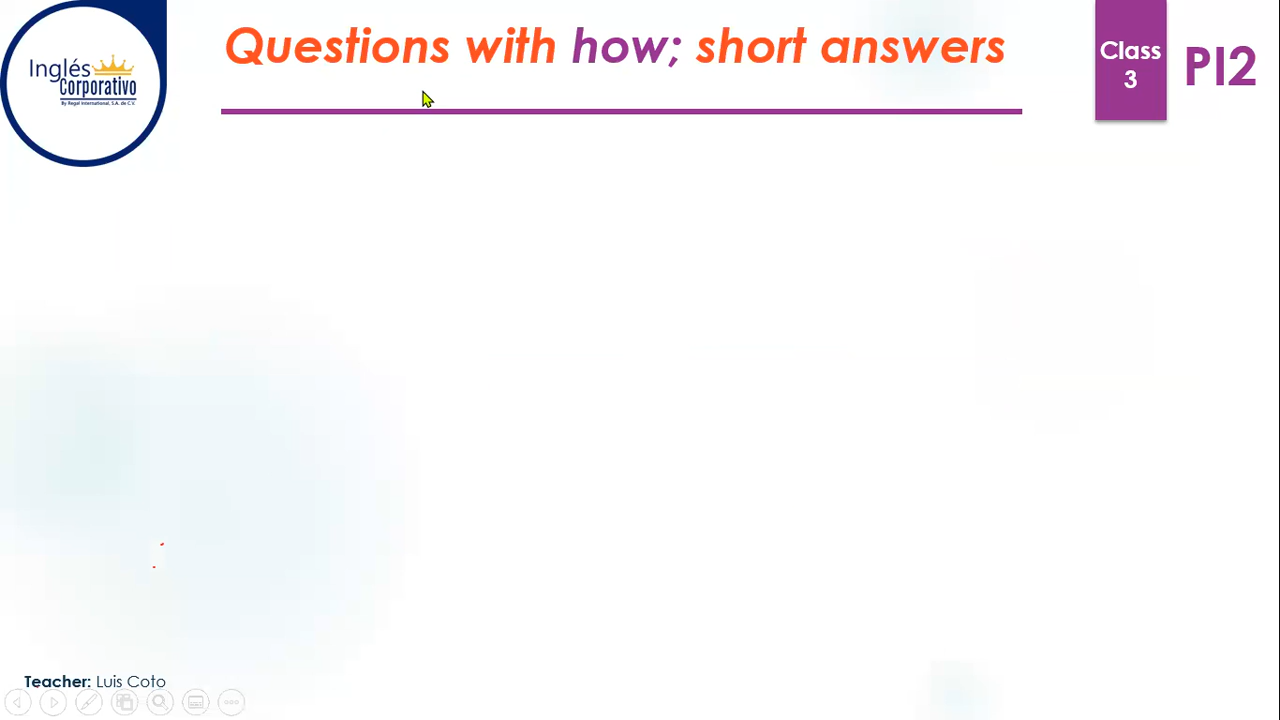 Questions with how; short answers
Class
3
PI2
Inglés
Corporativo
By Regal International, S.A. de C.V.
Teacher: Luis Coto